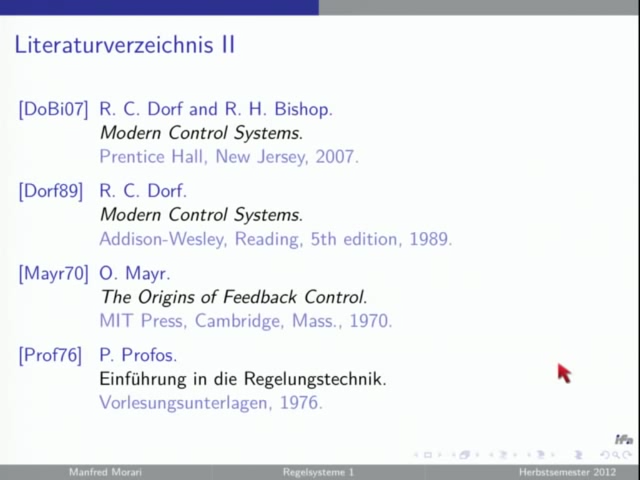 Literaturverzeichnis II
[DoBi07] R. C. Dorf and R. H. Bishop.
Modern Control Systems.
Prentice Hall, New Jersey, 2007.
[Dorf89] R. C. Dorf.
Modern Control Systems.
Addison-Wesley, Reading, 5th edition, 1989.
[Mayr70] O. Mayr.
The Origins of Feedback Control.
MIT Press, Cambridge, Mass., 1970.
[Prof76] P. Profos.
Einführung in die Regelungstechnik.
Vorlesungsunterlagen, 1976.
Manfred Morari Regelsysteme 1 Herbstsemester 2012